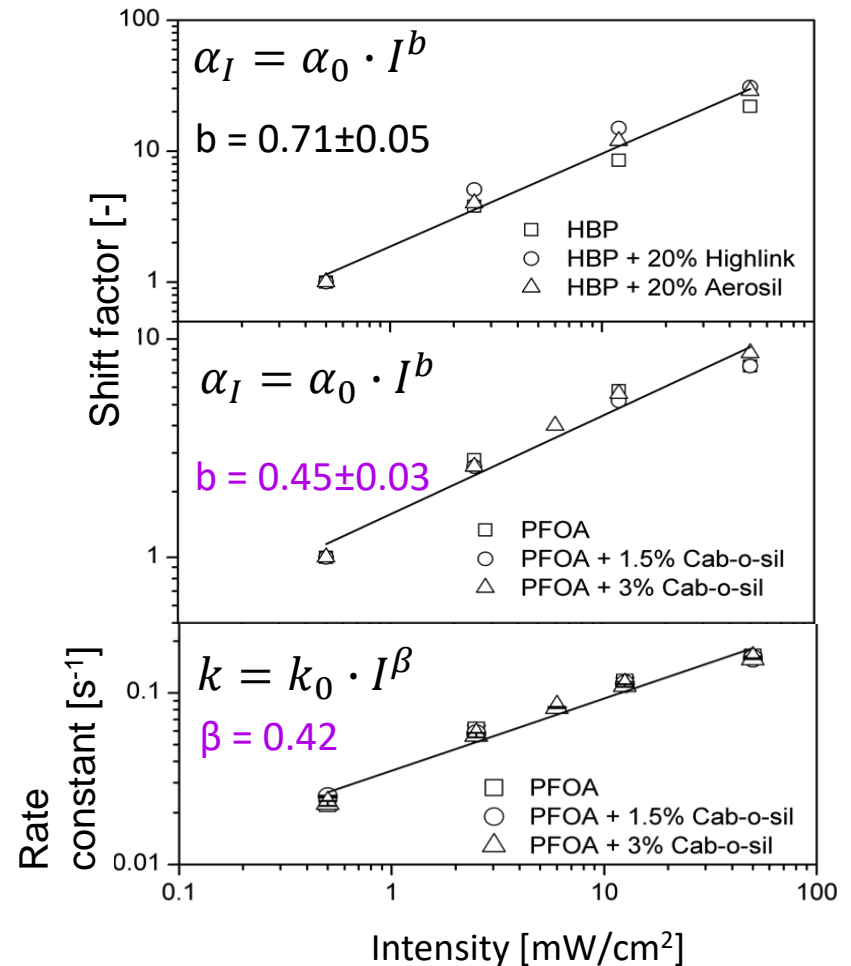 100
α_I = α_0 · I^b
b = 0.71±0.05
10
1
□ HBP
○ HBP + 20% Highlink
△ HBP + 20% Aerosil
Shift factor [-]
10
α_I = α_0 · I^b
b = 0.45±0.03
1
□ PFOA
○ PFOA + 1.5% Cab-o-sil
△ PFOA + 3% Cab-o-sil
k = k_0 · I^β
β = 0.42
0.1
0.01
□ PFOA
○ PFOA + 1.5% Cab-o-sil
△ PFOA + 3% Cab-o-sil
Rate
constant [s⁻¹]
0.1 1 10 100
Intensity [mW/cm²]